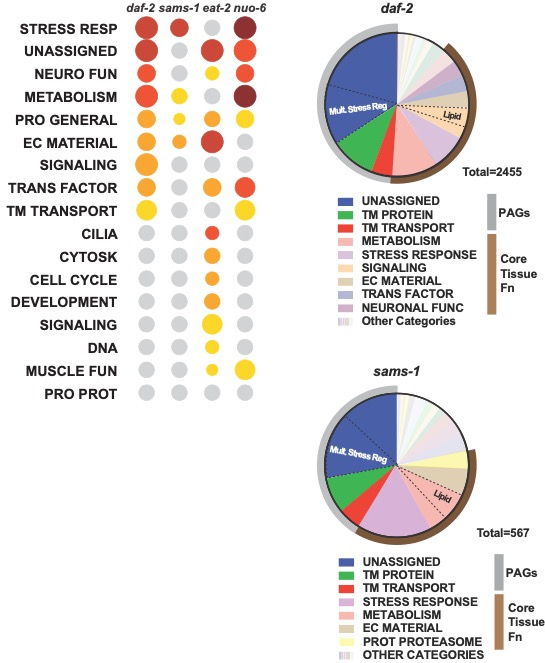 daf-2 sams-1 eat-2 nuo-6
STRESS RESP
UNASSIGNED
NEURO FUN
METABOLISM
PRO GENERAL
EC MATERIAL
SIGNALING
TRANS FACTOR
TM TRANSPORT
CILIA
CYTOSK
CELL CYCLE
DEVELOPMENT
SIGNALING
DNA
MUSCLE FUN
PRO PROT
daf-2
Mult. Stress Reg
Lipid
Total=2455
UNASSIGNED
TM PROTEIN
TM TRANSPORT
METABOLISM
STRESS RESPONSE
SIGNALING
EC MATERIAL
TRANS FACTOR
NEURONAL FUNC
Other Categories
PAGs
Core
Tissue
Fn
sams-1
Mult. Stress Reg
Lipid
Total=567
UNASSIGNED
TM PROTEIN
TM TRANSPORT
STRESS RESPONSE
METABOLISM
EC MATERIAL
PROT PROTEASOME
OTHER CATEGORIES
PAGs
Core
Tissue
Fn